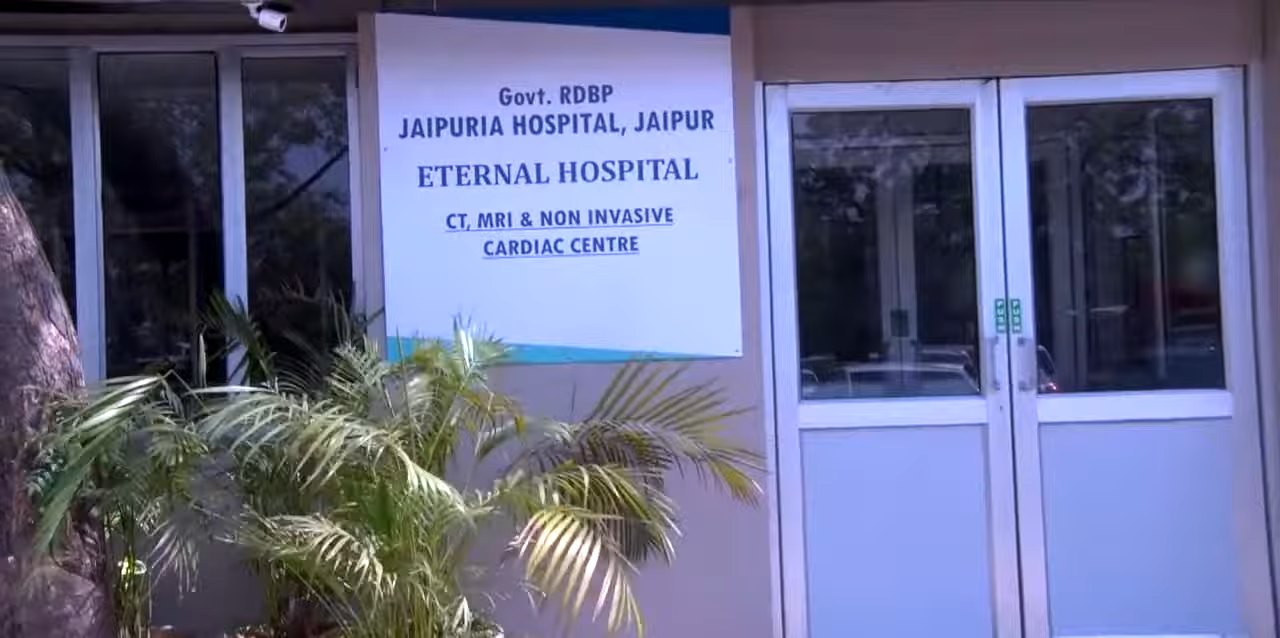 Govt. RDBP
JAIPURIA HOSPITAL, JAIPUR
ETERNAL HOSPITAL
CT, MRI & NON INVASIVE
CARDIAC CENTRE